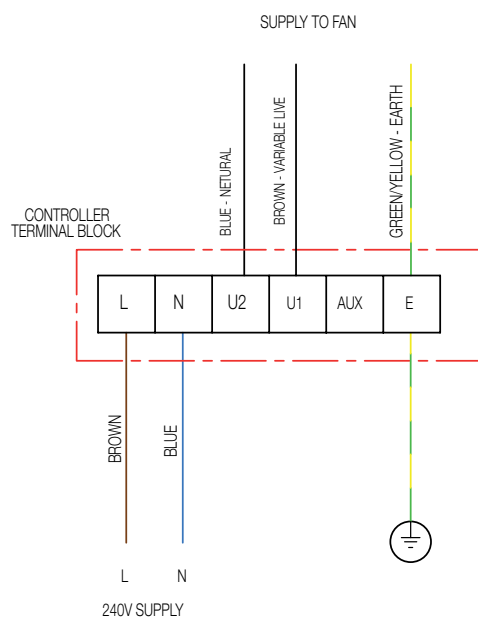 SUPPLY TO FAN
BLUE - NETURAL
BROWN - VARIABLE LIVE
GREEN/YELLOW - EARTH
CONTROLLER
TERMINAL BLOCK
L
N
U2
U1
AUX
E
BROWN
BLUE
L
N
240V SUPPLY